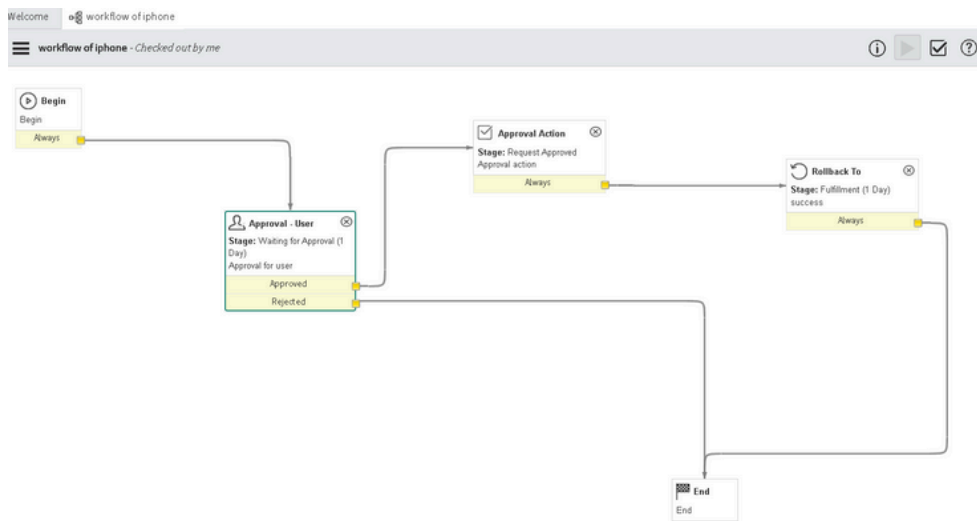 Welcome
workflow of iphone
workflow of iphone - Checked out by me
Begin
Begin
Always
Approval Action
Stage: Request Approved
Approval action
Always
Rollback To
Stage: Fulfillment (1 Day)
success
Always
Approval - User
Stage: Waiting for Approval (1
Day)
Approval for user
Approved
Rejected
End
End